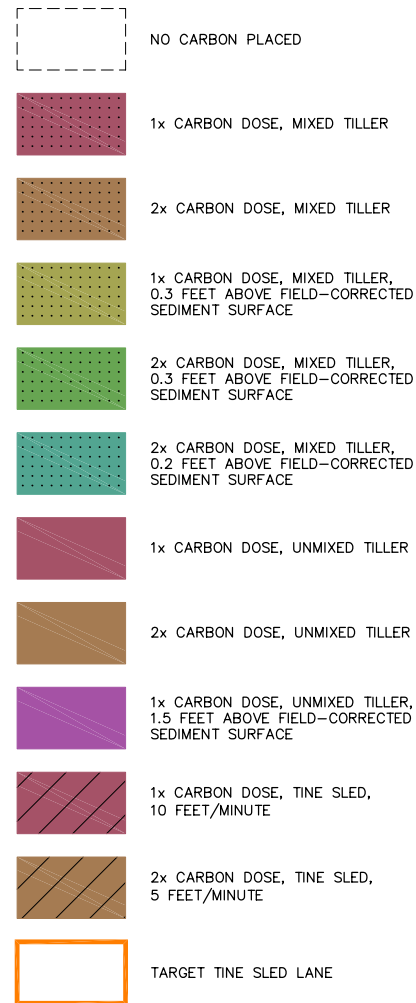 NO CARBON PLACED
1x CARBON DOSE, MIXED TILLER
2x CARBON DOSE, MIXED TILLER
1x CARBON DOSE, MIXED TILLER,
0.3 FEET ABOVE FIELD-CORRECTED
SEDIMENT SURFACE
2x CARBON DOSE, MIXED TILLER,
0.3 FEET ABOVE FIELD-CORRECTED
SEDIMENT SURFACE
2x CARBON DOSE, MIXED TILLER,
0.2 FEET ABOVE FIELD-CORRECTED
SEDIMENT SURFACE
1x CARBON DOSE, UNMIXED TILLER
2x CARBON DOSE, UNMIXED TILLER
1x CARBON DOSE, UNMIXED TILLER,
1.5 FEET ABOVE FIELD-CORRECTED
SEDIMENT SURFACE
1x CARBON DOSE, TINE SLED,
10 FEET/MINUTE
2x CARBON DOSE, TINE SLED,
5 FEET/MINUTE
TARGET TINE SLED LANE